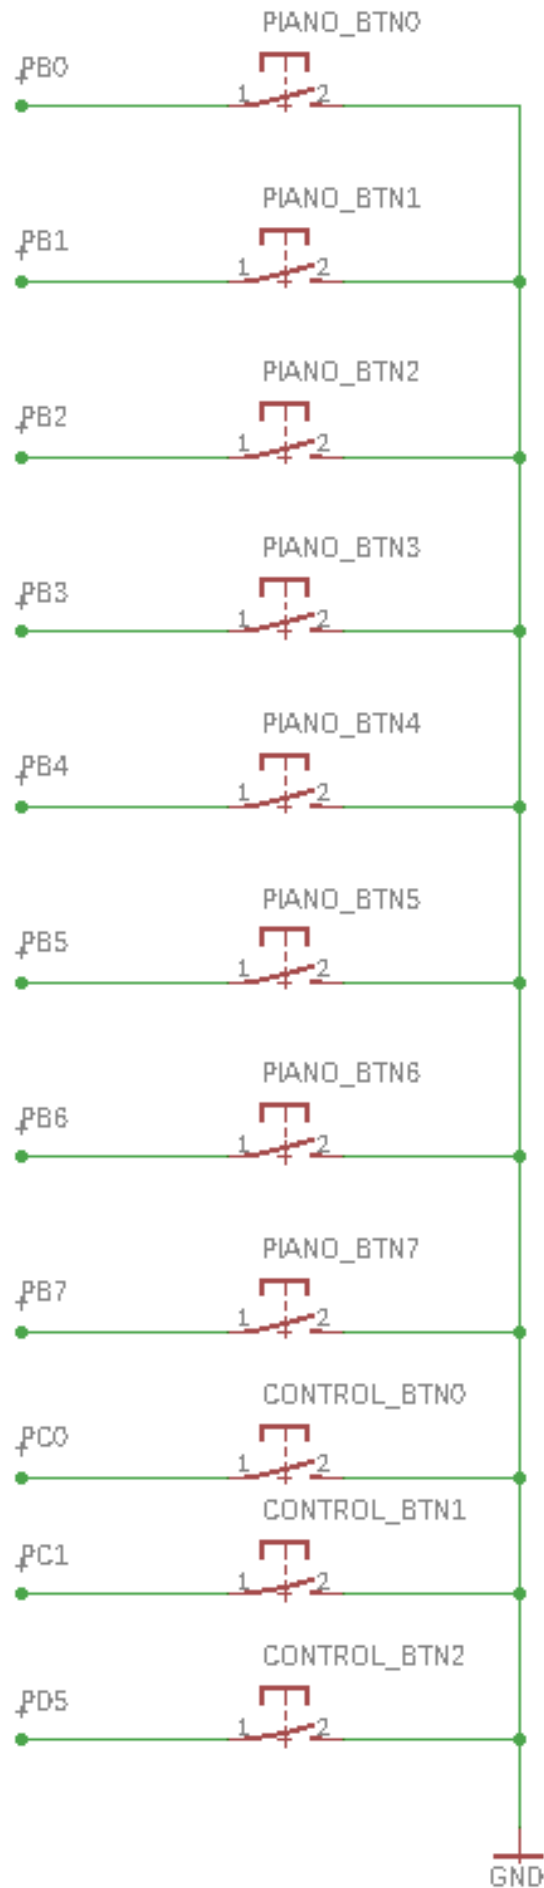 PIANO_BTN0
PB0
1 2
PIANO_BTN1
PB1
1 2
PIANO_BTN2
PB2
1 2
PIANO_BTN3
PB3
1 2
PIANO_BTN4
PB4
1 2
PIANO_BTN5
PB5
1 2
PIANO_BTN6
PB6
1 2
PIANO_BTN7
PB7
1 2
CONTROL_BTN0
PC0
1 2
CONTROL_BTN1
PC1
1 2
CONTROL_BTN2
PD5
1 2
GND